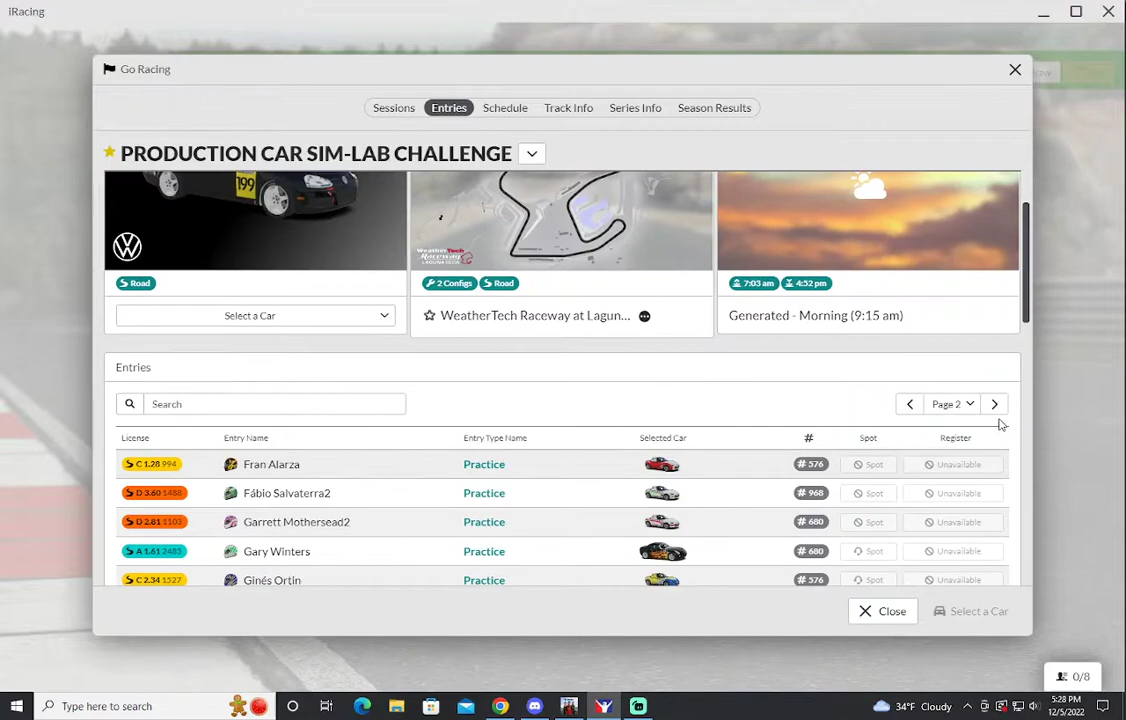 iRacing
Go Racing
Sessions Entries Schedule Track Info Series Info Season Results
PRODUCTION CAR SIM-LAB CHALLENGE
199
WeatherTech
Raceway
LAGUNA SECA
Road
2 Configs Road
7:03 am 4:52 pm
Select a Car
WeatherTech Raceway at Lagun...
Generated - Morning (9:15 am)
Entries
Search
Page 2
License Entry Name Entry Type Name Selected Car # Spot Register
C 1.28 994 Fran Alarza Practice # 576 Spot Unavailable
D 3.60 1488 Fábio Salvaterra2 Practice # 968 Spot Unavailable
D 2.81 1103 Garrett Mothersead2 Practice # 680 Spot Unavailable
A 1.61 2485 Gary Winters Practice # 680 Spot Unavailable
C 2.34 1527 Ginés Ortin Practice # 576 Spot Unavailable
Close Select a Car
0/8
Type here to search
34°F Cloudy
5:28 PM
12/5/2022